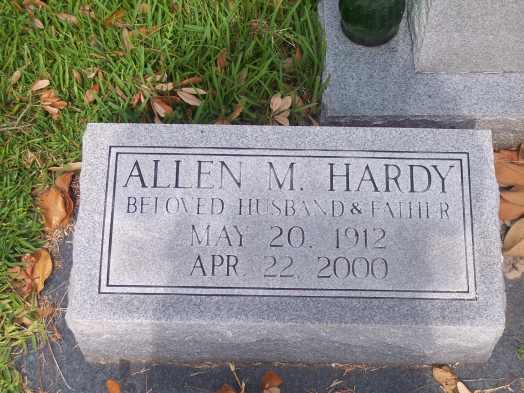 ALLEN M. HARDY
BELOVED HUSBAND & FATHER
MAY 20, 1912
APR. 22, 2000